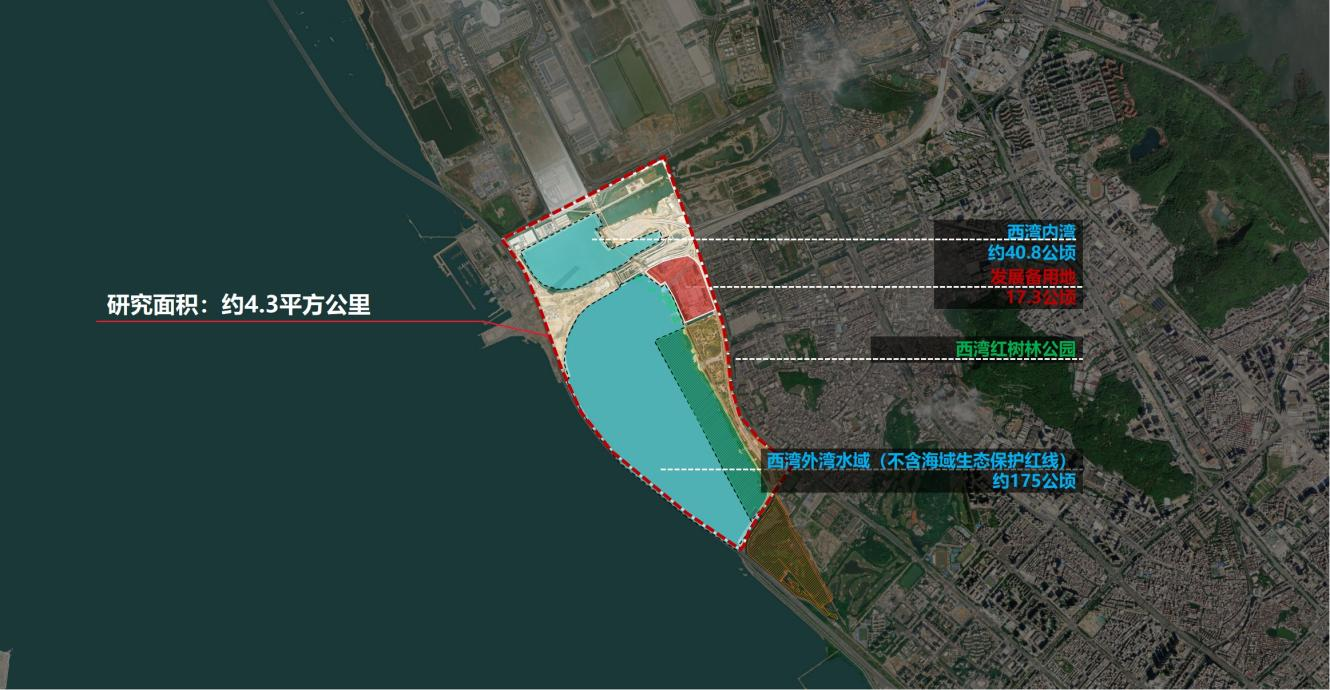 西湾内湾
约40.8公顷
发展备用地
17.3公顷
研究面积：约4.3平方公里
西湾红树林公园
西湾外湾水域（不含海域生态保护红线）
约175公顷